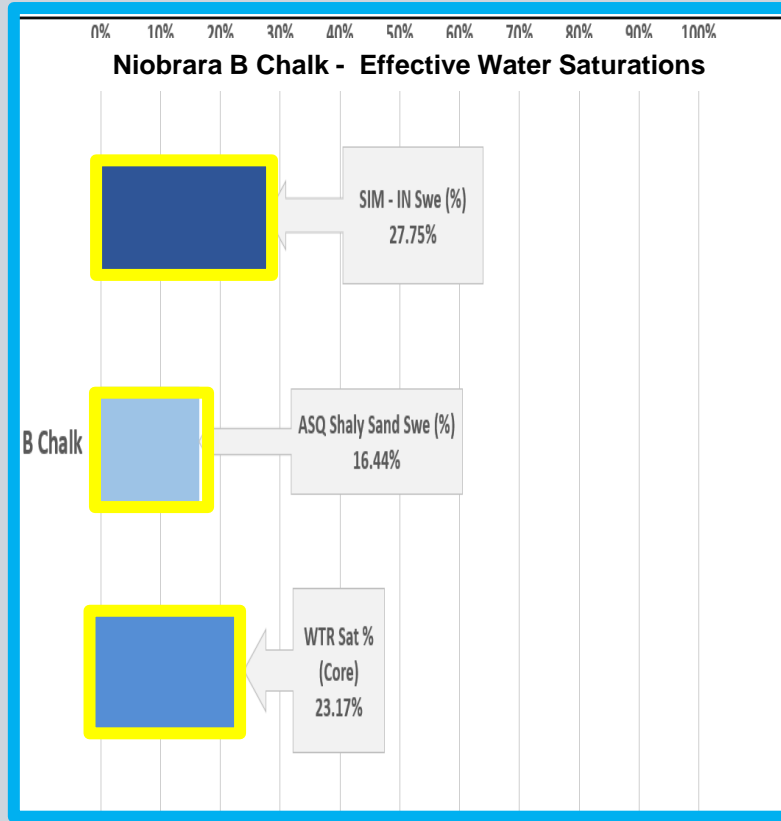 0% 10% 20% 30% 40% 50% 60% 70% 80% 90% 100%
Niobrara B Chalk - Effective Water Saturations
SIM - IN Swe (%)
27.75%
B Chalk
ASQ Shaly Sand Swe (%)
16.44%
WTR Sat %
(Core)
23.17%